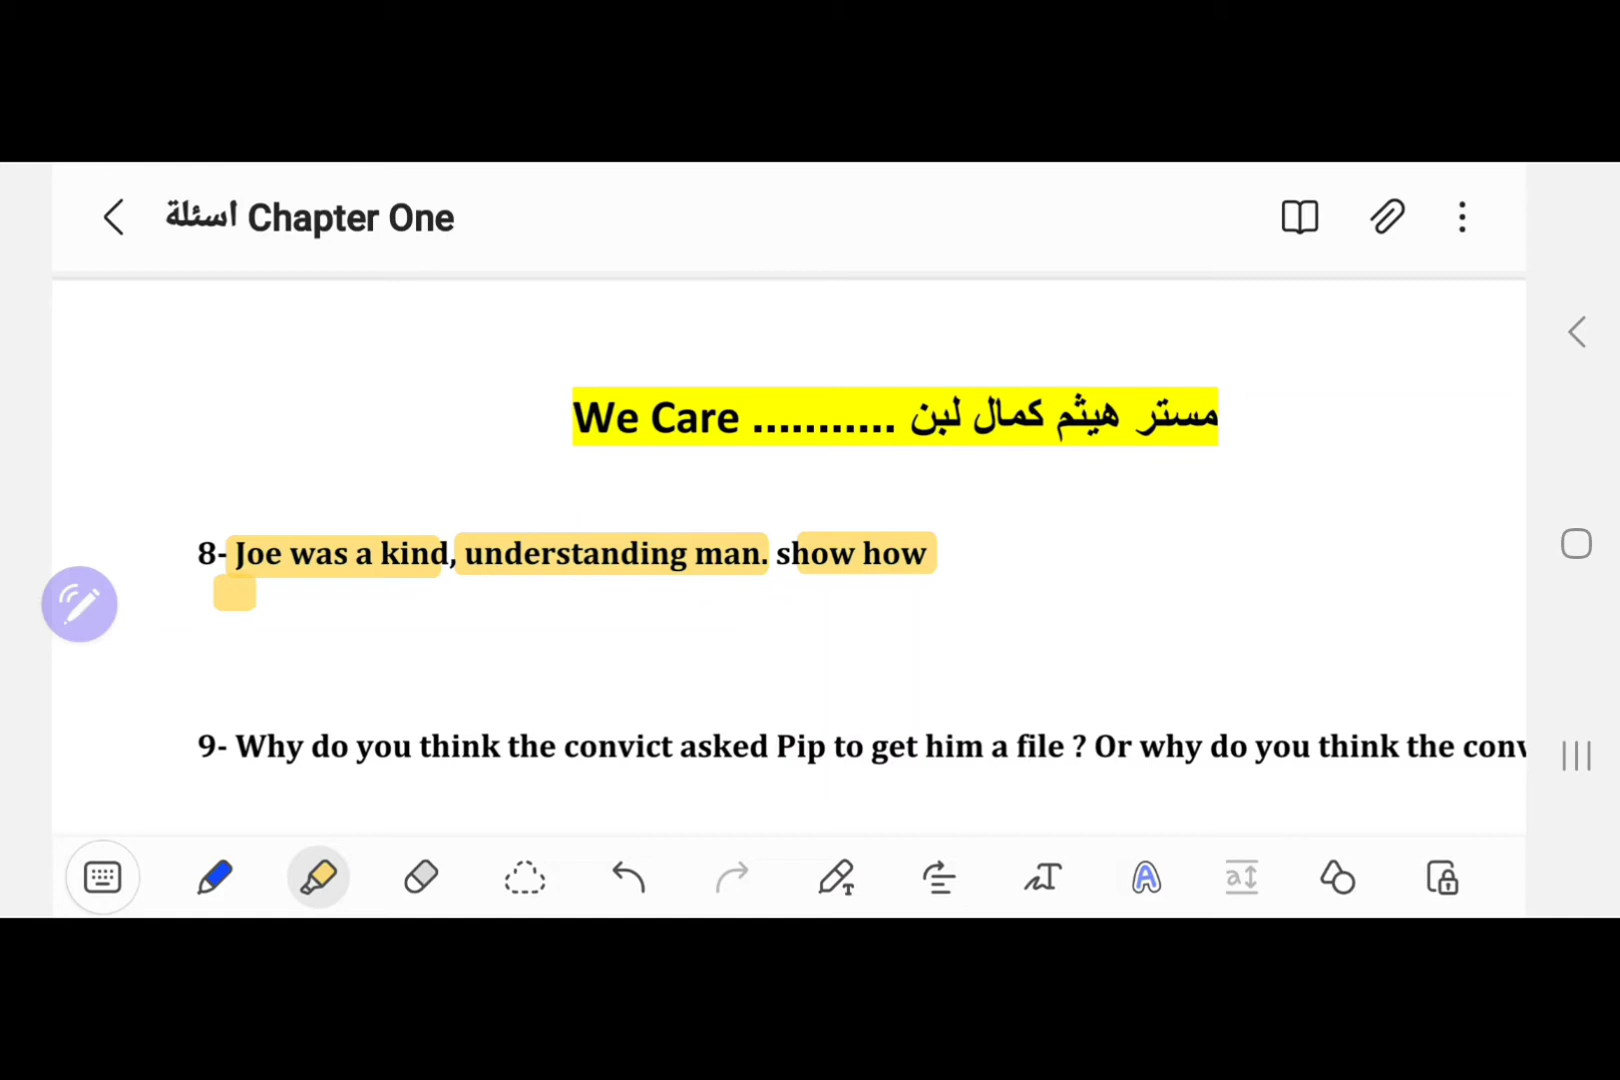 اسئلة Chapter One
We Care ........... مستر هيثم كمال لبن
8- Joe was a kind, understanding man. show how
9- Why do you think the convict asked Pip to get him a file ? Or why do you think the conv